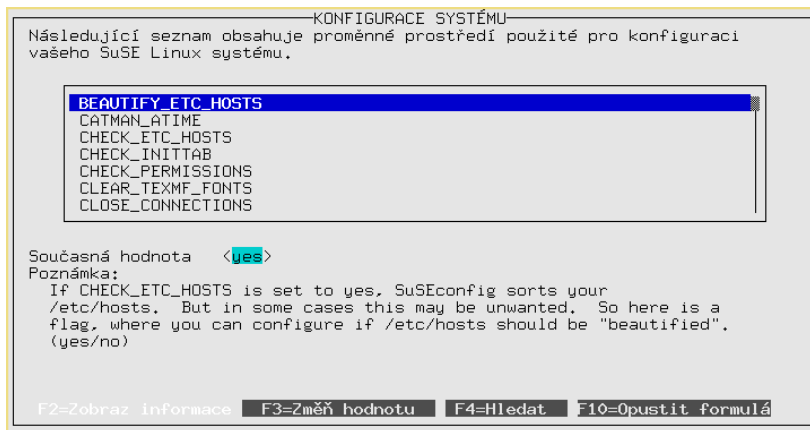 KONFIGURACE SYSTÉMU
Následující seznam obsahuje proměnné prostředí použité pro konfiguraci
vašeho SuSE Linux systému.
BEAUTIFY_ETC_HOSTS
CATMAN_ATIME
CHECK_ETC_HOSTS
CHECK_INITTAB
CHECK_PERMISSIONS
CLEAR_TEXMF_FONTS
CLOSE_CONNECTIONS
Současná hodnota <yes>
Poznámka:
If CHECK_ETC_HOSTS is set to yes, SuSEconfig sorts your
/etc/hosts. But in some cases this may be unwanted. So here is a
flag, where you can configure if /etc/hosts should be "beautified".
(yes/no)
F2=Zobraz informace F3=Změň hodnotu F4=Hledat F10=Opustit formulá